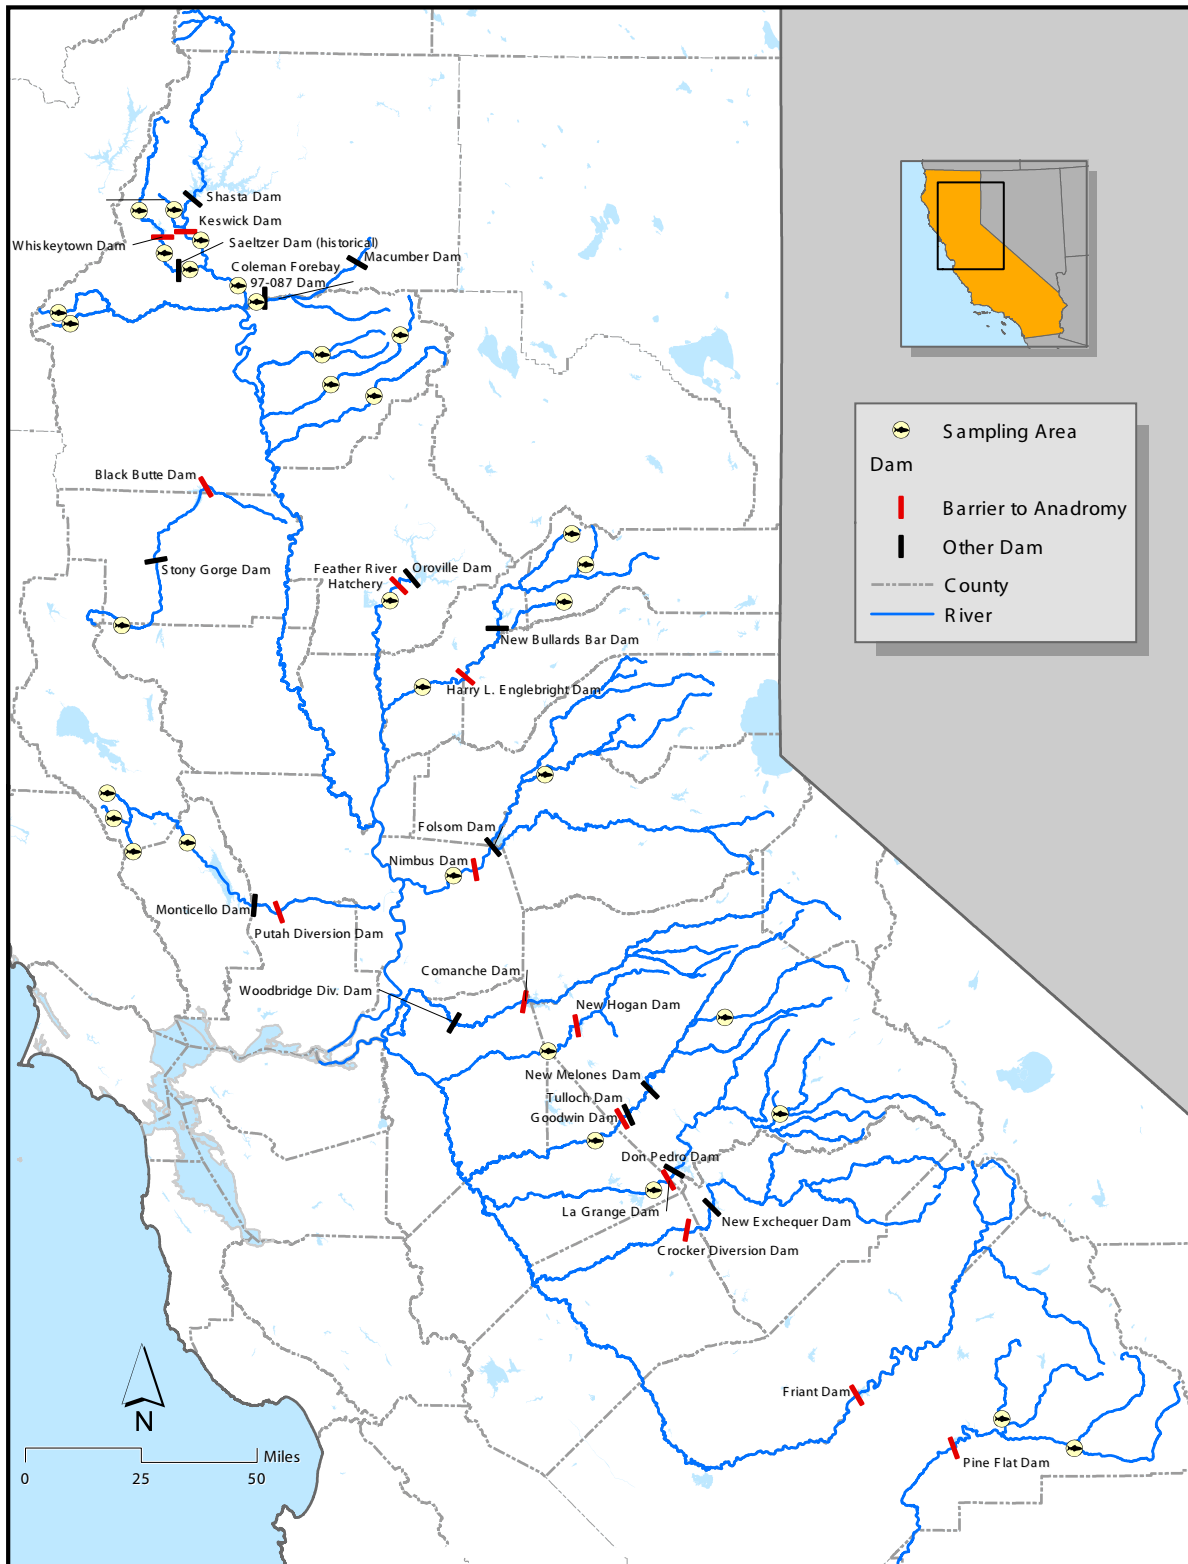 Shasta Dam
Keswick Dam
Whiskeytown Dam
Saeltzer Dam (historical)
Macumber Dam
Coleman Forebay
97-087 Dam
Sampling Area
Dam
Barrier to Anadromy
Other Dam
County
River
Black Butte Dam
Stony Gorge Dam
Feather River
Hatchery
Oroville Dam
New Bullards Bar Dam
Harry L. Englebright Dam
Folsom Dam
Nimbus Dam
Monticello Dam
Putah Diversion Dam
Comanche Dam
Woodbridge Div. Dam
New Hogan Dam
New Melones Dam
Tulloch Dam
Goodwin Dam
Don Pedro Dam
La Grange Dam
New Exchequer Dam
Crocker Diversion Dam
Friant Dam
Pine Flat Dam
N
Miles
0 25 50